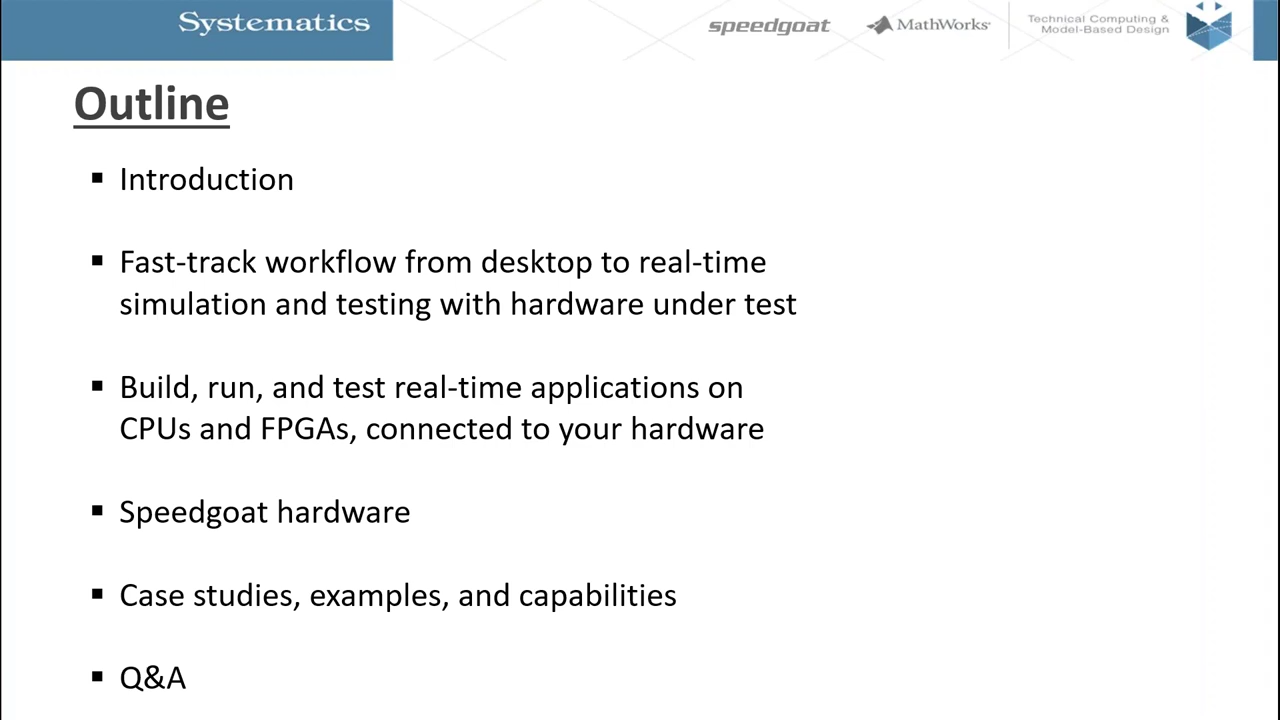 Systematics
speedgoat
MathWorks
Technical Computing &
Model-Based Design
Outline
▪ Introduction
▪ Fast-track workflow from desktop to real-time
simulation and testing with hardware under test
▪ Build, run, and test real-time applications on
CPUs and FPGAs, connected to your hardware
▪ Speedgoat hardware
▪ Case studies, examples, and capabilities
▪ Q&A